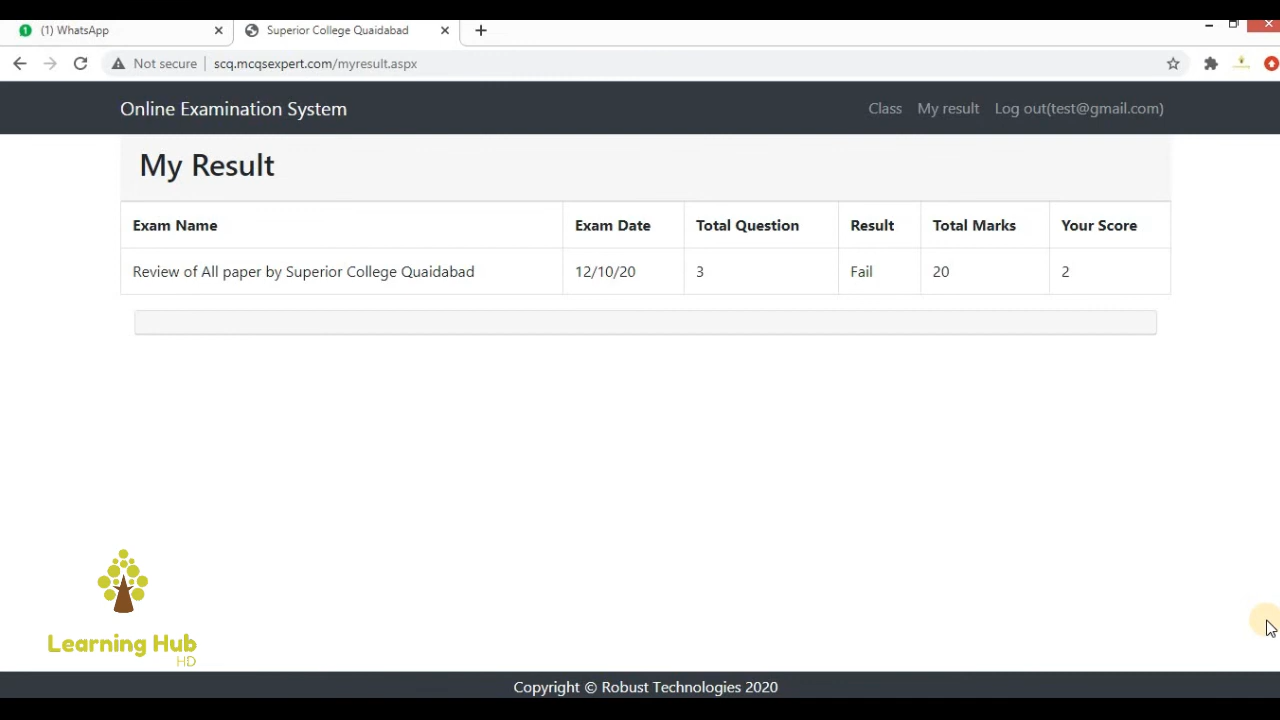 1 (1) WhatsApp Superior College Quaidabad
Not secure scq.mcqsexpert.com/myresult.aspx
Online Examination System Class My result Log out(test@gmail.com)
My Result
Exam Name Exam Date Total Question Result Total Marks Your Score
Review of All paper by Superior College Quaidabad 12/10/20 3 Fail 20 2
Learning Hub
HD
Copyright © Robust Technologies 2020